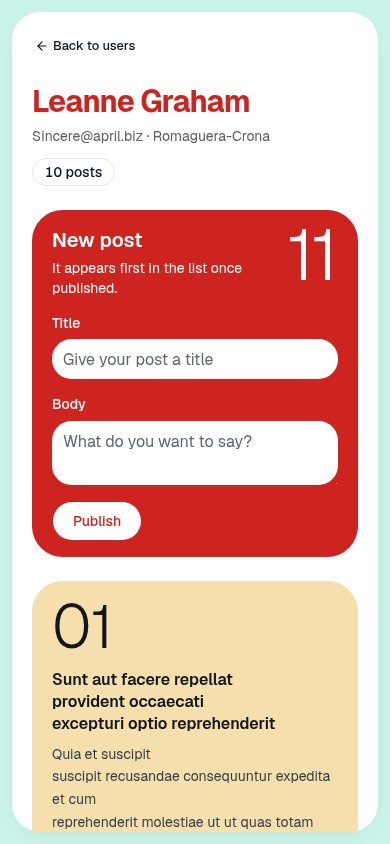 Back to users
Leanne Graham
Sincere@april.biz · Romaguera-Crona
10 posts
New post
11
It appears first in the list once
published.
Title
Give your post a title
Body
What do you want to say?
Publish
01
Sunt aut facere repellat
provident occaecati
excepturi optio reprehenderit
Quia et suscipit
suscipit recusandae consequuntur expedita
et cum
reprehenderit molestiae ut ut quas totam